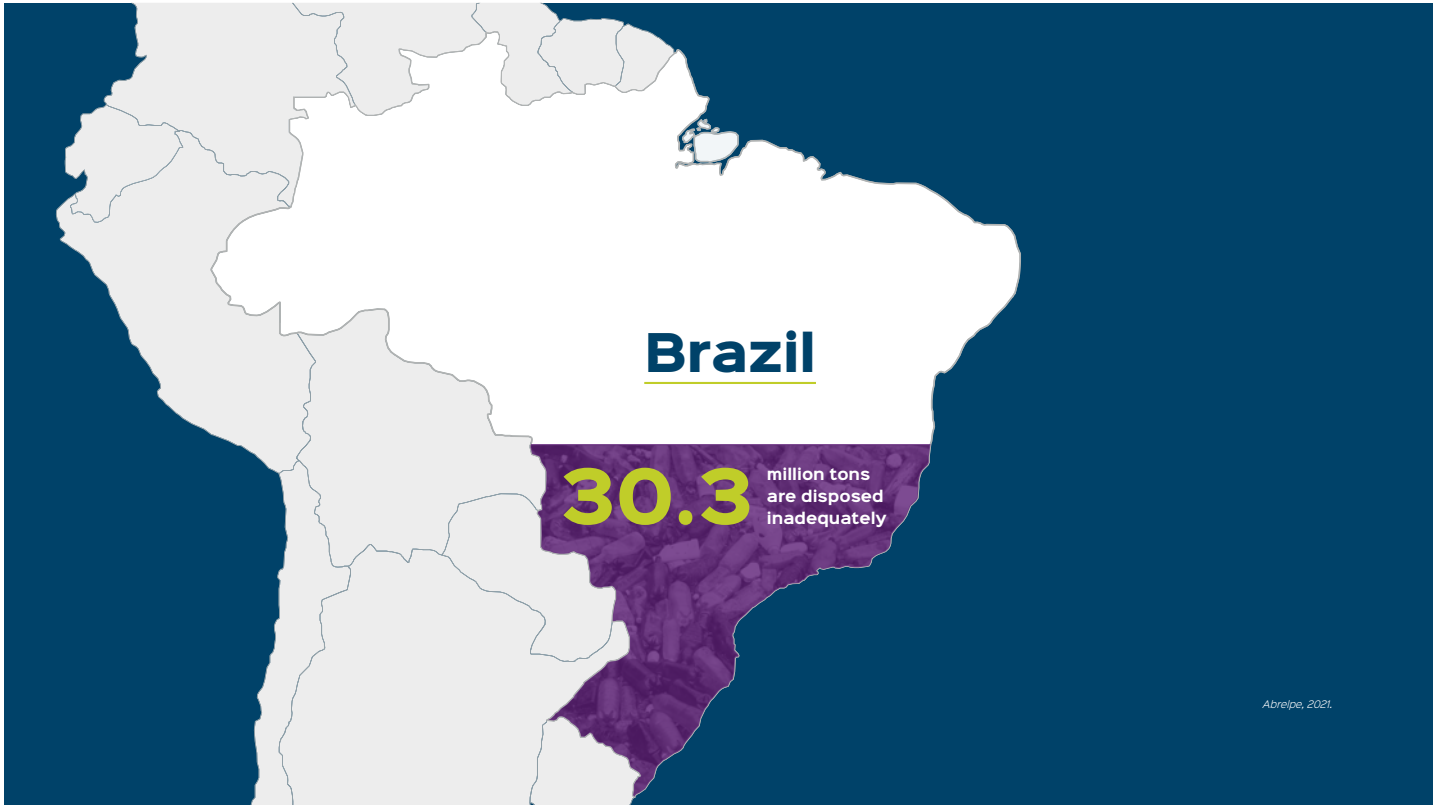 Brazil
30.3
million tons
are disposed
inadequately
Abrelpe, 2021.